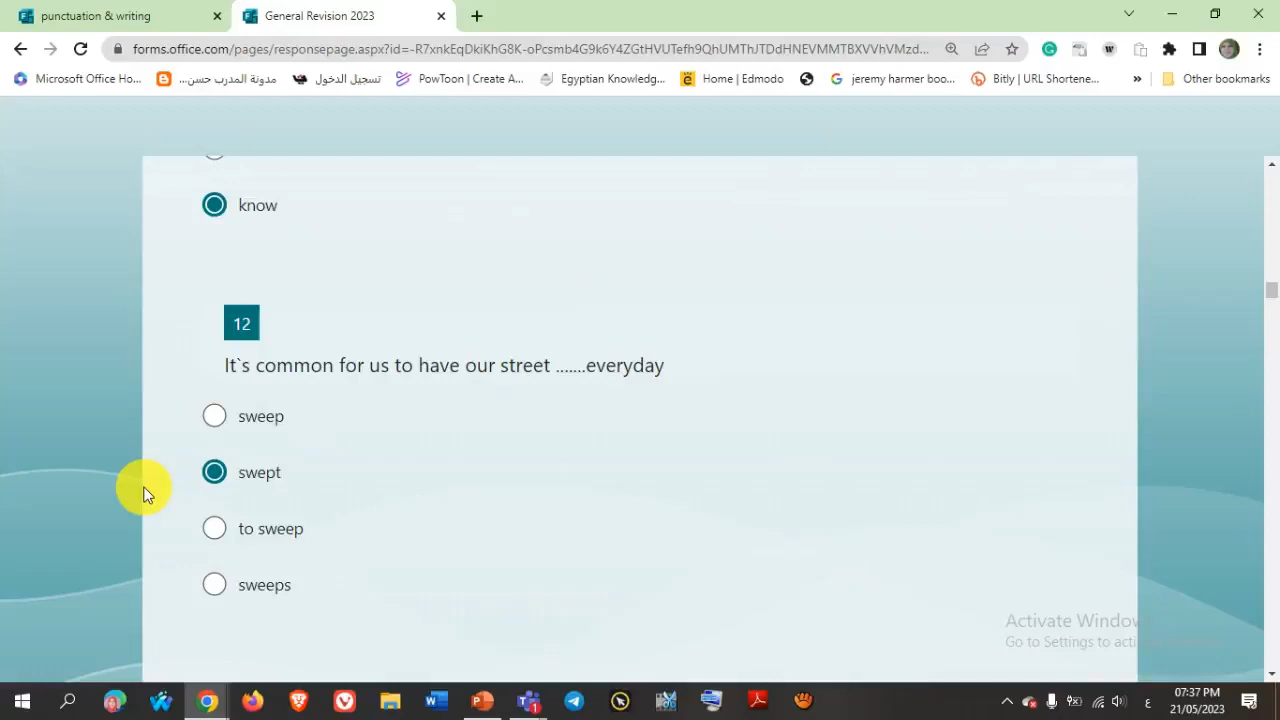 punctuation & writing
General Revision 2023
forms.office.com/pages/responsepage.aspx?id=-R7xnkEqDkiKhG8K-oPcsmb4G9k6Y4ZGtHVUTefh9QhUMThJTDdHNEVMMTBXVVhVMzd...
Microsoft Office Ho...
مدونة المدرب حسن...
تسجيل الدخول
PowToon | Create A...
Egyptian Knowledg...
Home | Edmodo
jeremy harmer boo...
Bitly | URL Shortene...
»
Other bookmarks
know
12
It`s common for us to have our street .......everyday
sweep
swept
to sweep
sweeps
Activate Window
Go to Settings to acti
07:37 PM
21/05/2023